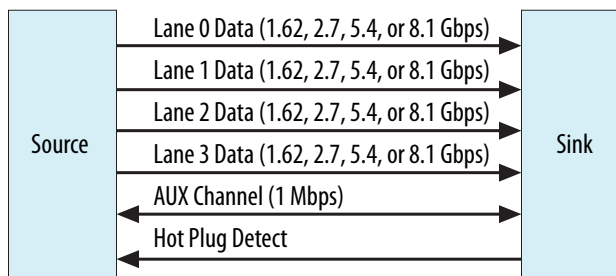 Lane 0 Data (1.62, 2.7, 5.4, or 8.1 Gbps)
Lane 1 Data (1.62, 2.7, 5.4, or 8.1 Gbps)
Lane 2 Data (1.62, 2.7, 5.4, or 8.1 Gbps)
Source
Lane 3 Data (1.62, 2.7, 5.4, or 8.1 Gbps)
Sink
AUX Channel (1 Mbps)
Hot Plug Detect